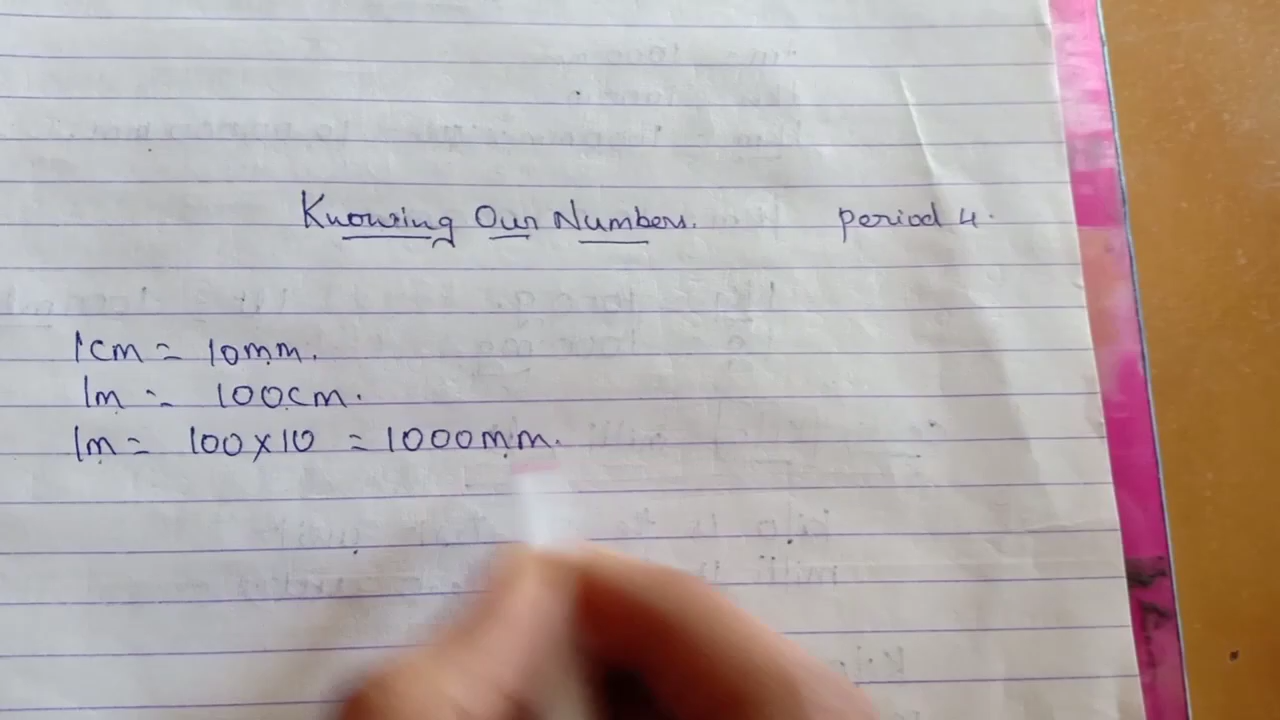 Knowing Our Numbers. period 4.
1cm = 10mm.
1m = 100cm.
1m = 100x10 = 1000mm.